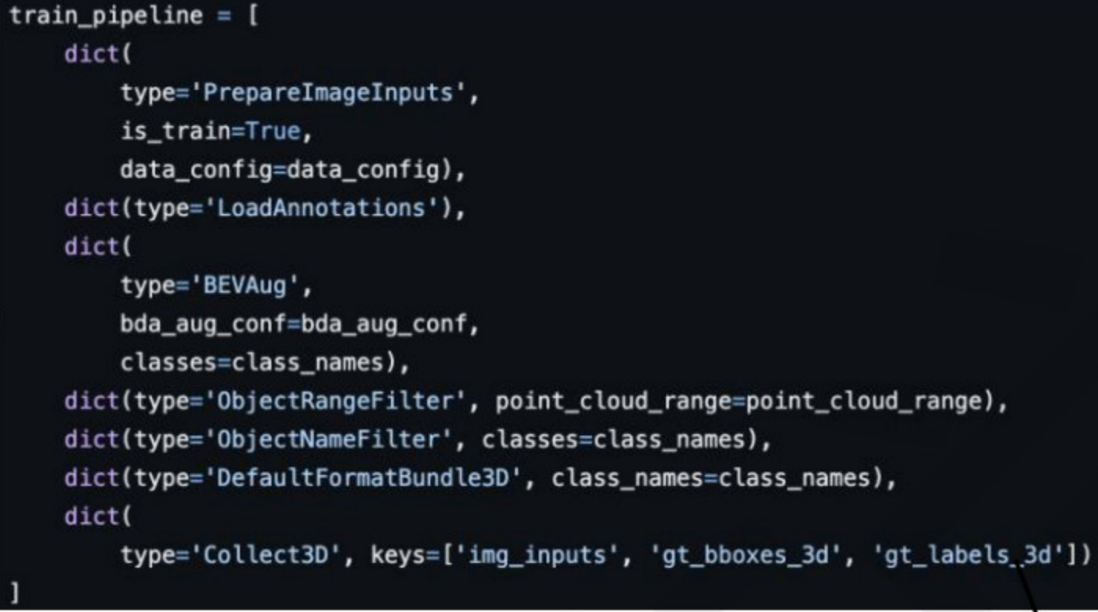 train_pipeline = [
    dict(
        type='PrepareImageInputs',
        is_train=True,
        data_config=data_config),
    dict(type='LoadAnnotations'),
    dict(
        type='BEVAug',
        bda_aug_conf=bda_aug_conf,
        classes=class_names),
    dict(type='ObjectRangeFilter', point_cloud_range=point_cloud_range),
    dict(type='ObjectNameFilter', classes=class_names),
    dict(type='DefaultFormatBundle3D', class_names=class_names),
    dict(
        type='Collect3D', keys=['img_inputs', 'gt_bboxes_3d', 'gt_labels_3d'])
]